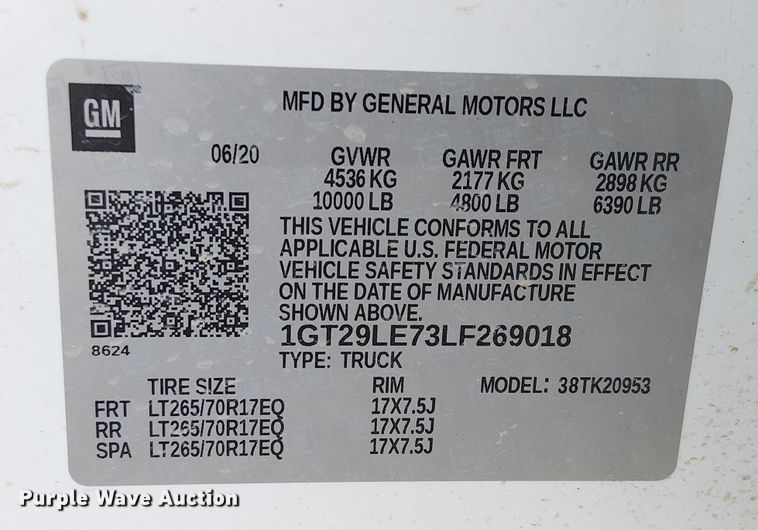 GM
MFD BY GENERAL MOTORS LLC
06/20 GVWR GAWR FRT GAWR RR
4536 KG 2177 KG 2898 KG
10000 LB 4800 LB 6390 LB
THIS VEHICLE CONFORMS TO ALL
APPLICABLE U.S. FEDERAL MOTOR
VEHICLE SAFETY STANDARDS IN EFFECT
ON THE DATE OF MANUFACTURE
SHOWN ABOVE.
1GT29LE73LF269018
8624
TYPE: TRUCK
TIRE SIZE RIM MODEL: 38TK20953
FRT LT265/70R17EQ 17X7.5J
RR LT265/70R17EQ 17X7.5J
SPA LT265/70R17EQ 17X7.5J
Purple Wave Auction